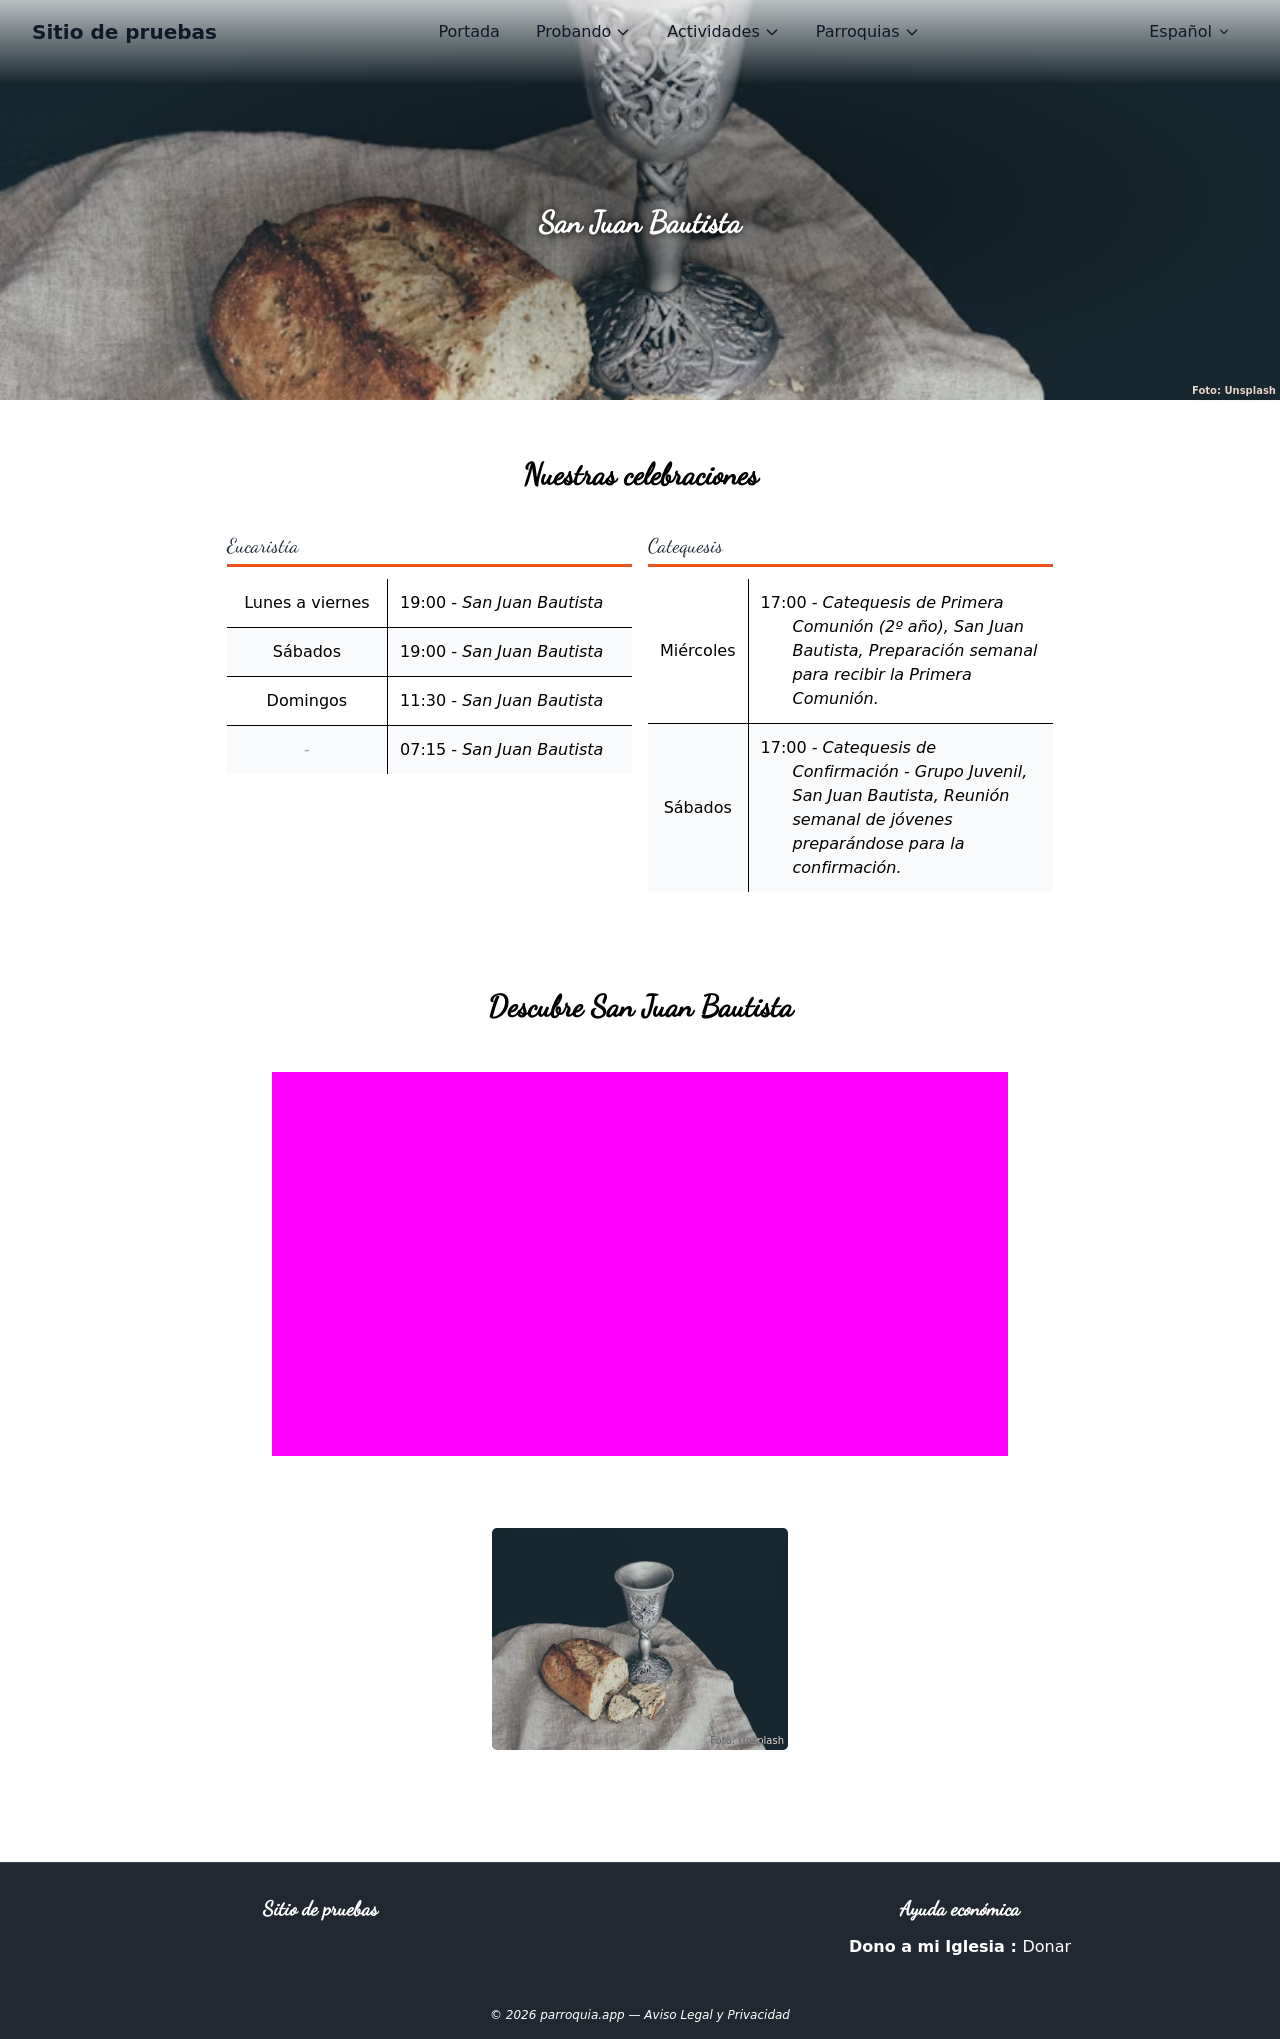 Sitio de pruebas
Portada
Probando
Actividades
Parroquias
Español
San Juan Bautista
Foto: Unsplash
Nuestras celebraciones
Eucaristía
Lunes a viernes
19:00 - San Juan Bautista
Sábados
19:00 - San Juan Bautista
Domingos
11:30 - San Juan Bautista
-
07:15 - San Juan Bautista
Catequesis
Miércoles
17:00 - Catequesis de Primera
Comunión (2º año), San Juan
Bautista, Preparación semanal
para recibir la Primera
Comunión.
Sábados
17:00 - Catequesis de
Confirmación - Grupo Juvenil,
San Juan Bautista, Reunión
semanal de jóvenes
preparándose para la
confirmación.
Descubre San Juan Bautista
Foto: Unsplash
Sitio de pruebas
Ayuda económica
Dono a mi Iglesia : Donar
© 2026 parroquia.app — Aviso Legal y Privacidad